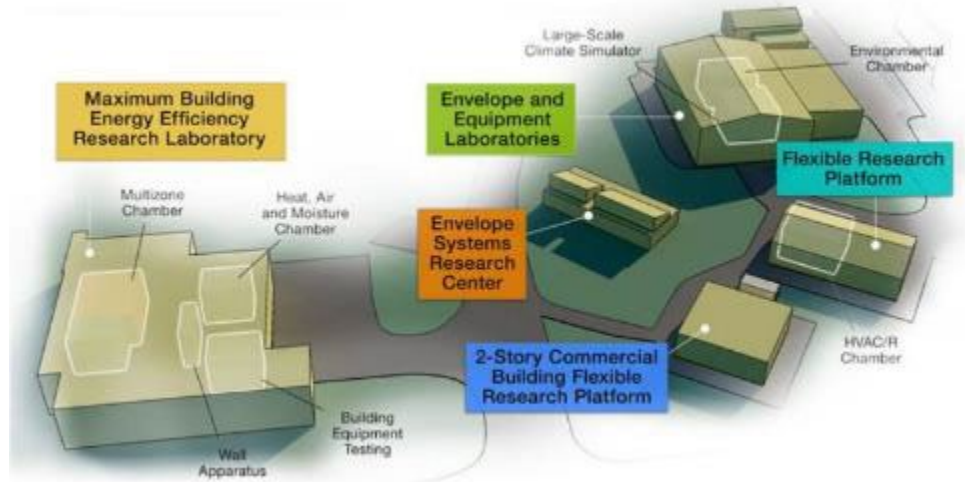 Large-Scale
Climate Simulator
Environmental
Chamber
Maximum Building
Energy Efficiency
Research Laboratory
Envelope and
Equipment
Laboratories
Flexible Research
Platform
Multizone
Chamber
Heat, Air
and Moisture
Chamber
Envelope
Systems
Research
Center
HVAC/R
Chamber
2-Story Commercial
Building Flexible
Research Platform
Building
Equipment
Testing
Wall
Apparatus